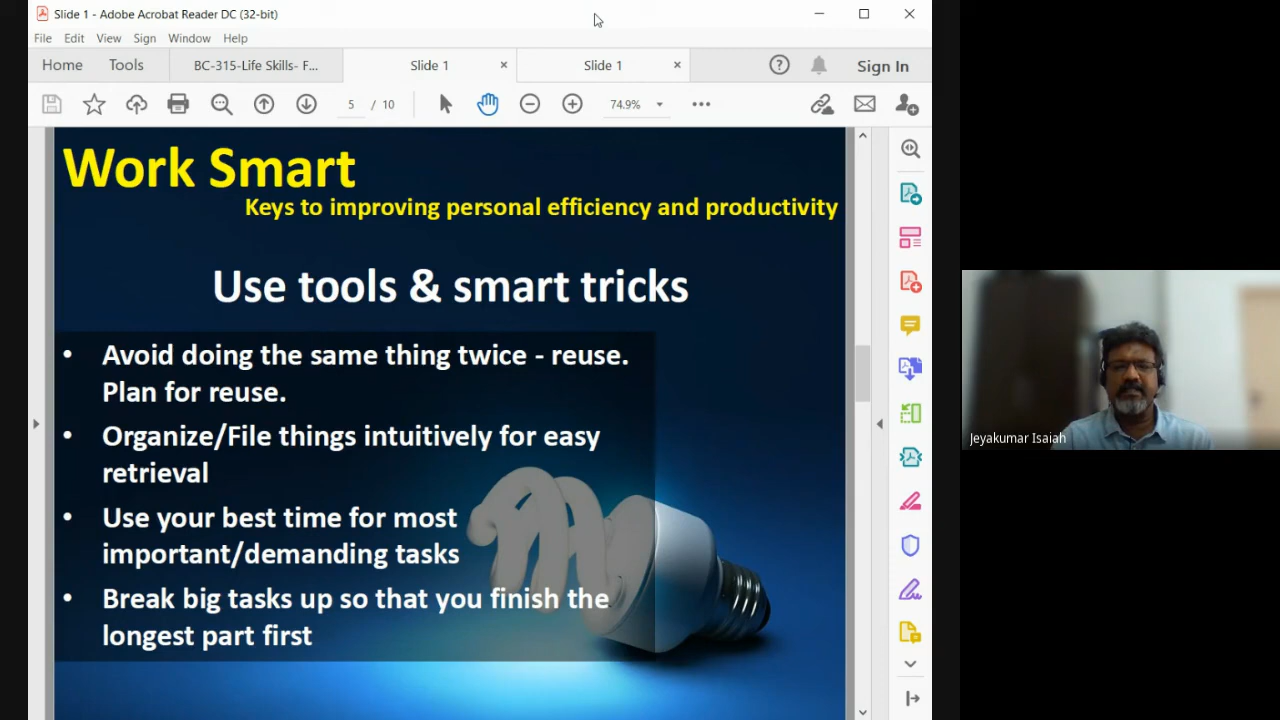 Slide 1 - Adobe Acrobat Reader DC (32-bit)
File Edit View Sign Window Help
Home Tools BC-315-Life Skills- F... Slide 1 × Slide 1 × Sign In
5 / 10 74.9%
Work Smart
Keys to improving personal efficiency and productivity
Use tools & smart tricks
• Avoid doing the same thing twice - reuse.
Plan for reuse.
• Organize/File things intuitively for easy
retrieval
• Use your best time for most
important/demanding tasks
• Break big tasks up so that you finish the
longest part first
Jeyakumar Isaiah